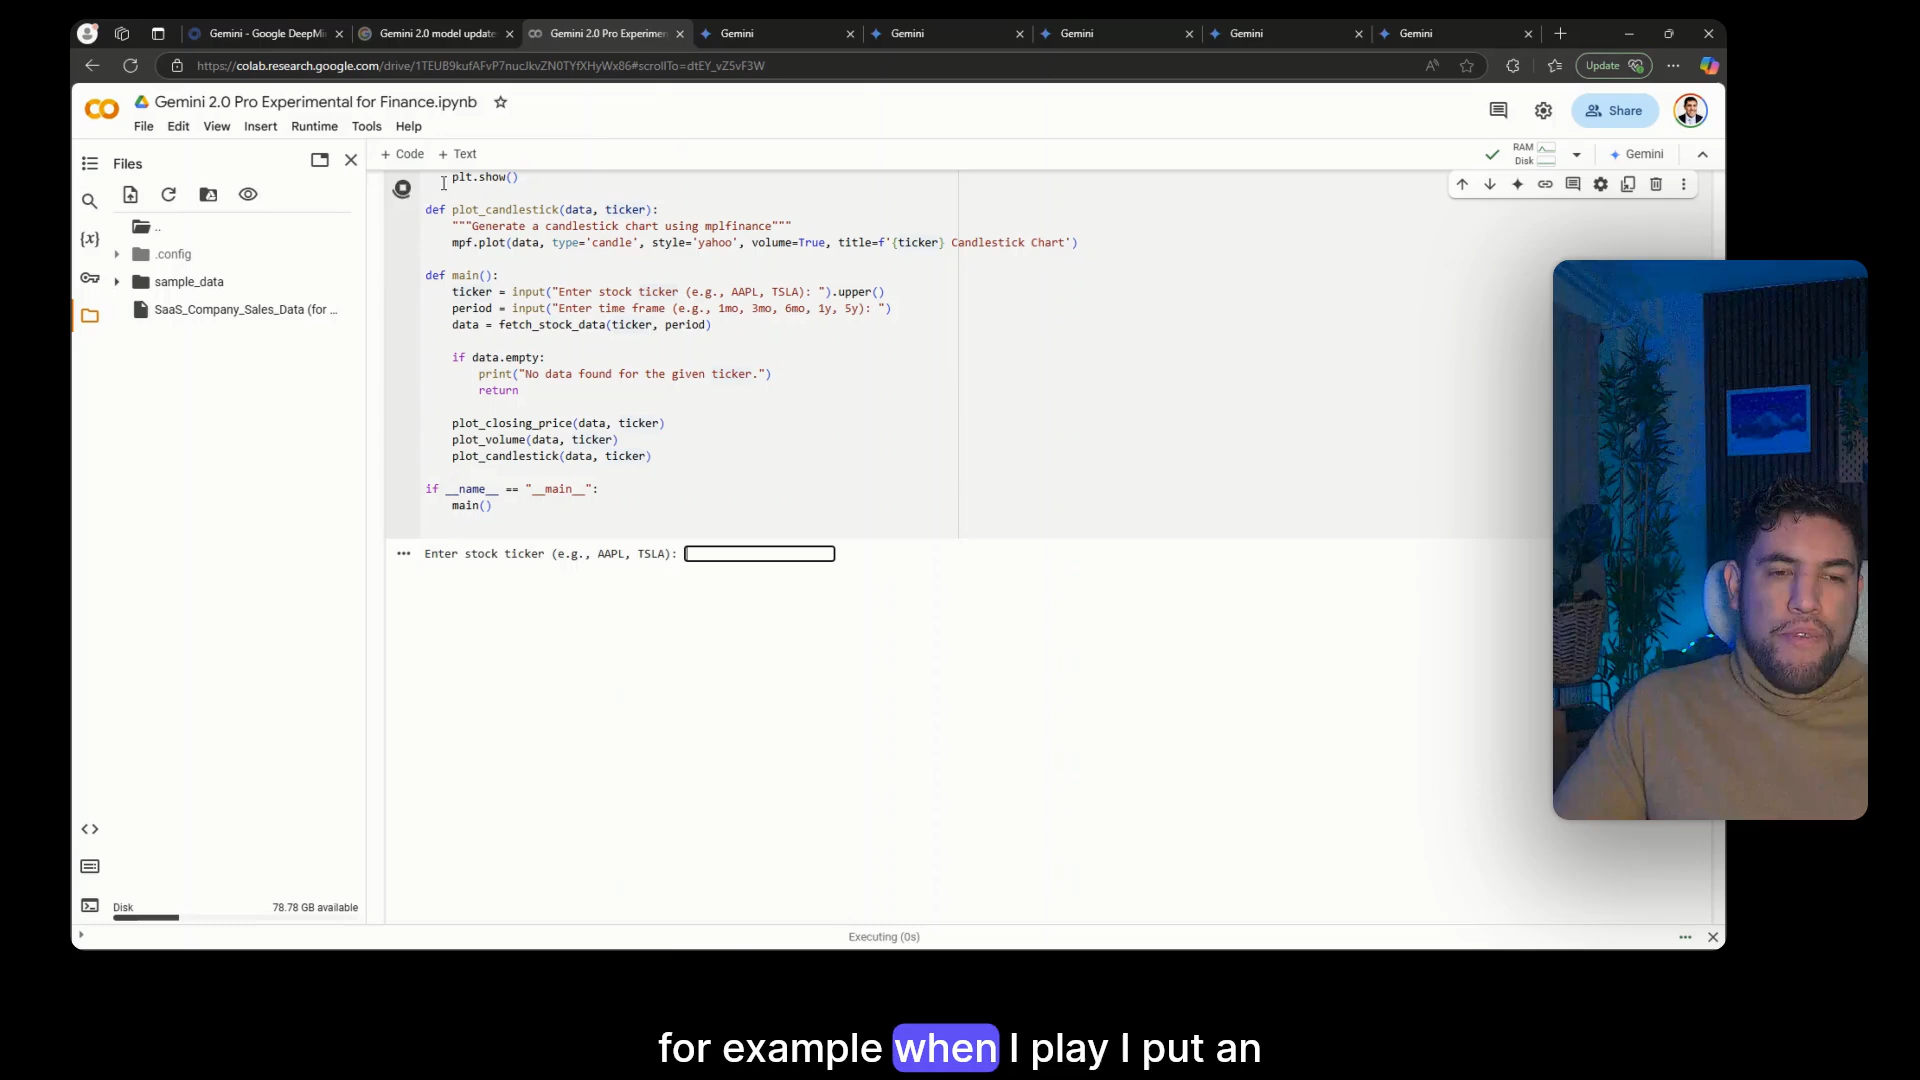 Gemini - Google DeepMi
Gemini 2.0 model update
Gemini 2.0 Pro Experimen
Gemini
Gemini
Gemini
Gemini
Gemini
https://colab.research.google.com/drive/1TEUB9kufAFvP7nucJkvZN0TYfXHyWx86#scrollTo=dtEY_vZ5vF3W
Update
Gemini 2.0 Pro Experimental for Finance.ipynb
Share
File Edit View Insert Runtime Tools Help
Files
+ Code + Text
RAM
Disk
Gemini
..
.config
sample_data
SaaS_Company_Sales_Data (for ...
plt.show()
def plot_candlestick(data, ticker):
"""Generate a candlestick chart using mplfinance"""
mpf.plot(data, type='candle', style='yahoo', volume=True, title=f'{ticker} Candlestick Chart')
def main():
ticker = input("Enter stock ticker (e.g., AAPL, TSLA): ").upper()
period = input("Enter time frame (e.g., 1mo, 3mo, 6mo, 1y, 5y): ")
data = fetch_stock_data(ticker, period)
if data.empty:
print("No data found for the given ticker.")
return
plot_closing_price(data, ticker)
plot_volume(data, ticker)
plot_candlestick(data, ticker)
if __name__ == "__main__":
main()
Enter stock ticker (e.g., AAPL, TSLA):
Disk
78.78 GB available
Executing (0s)
for example when I play I put an